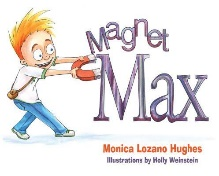 Magnet
Max
Monica Lozano Hughes
Illustrations by Holly Weinstein